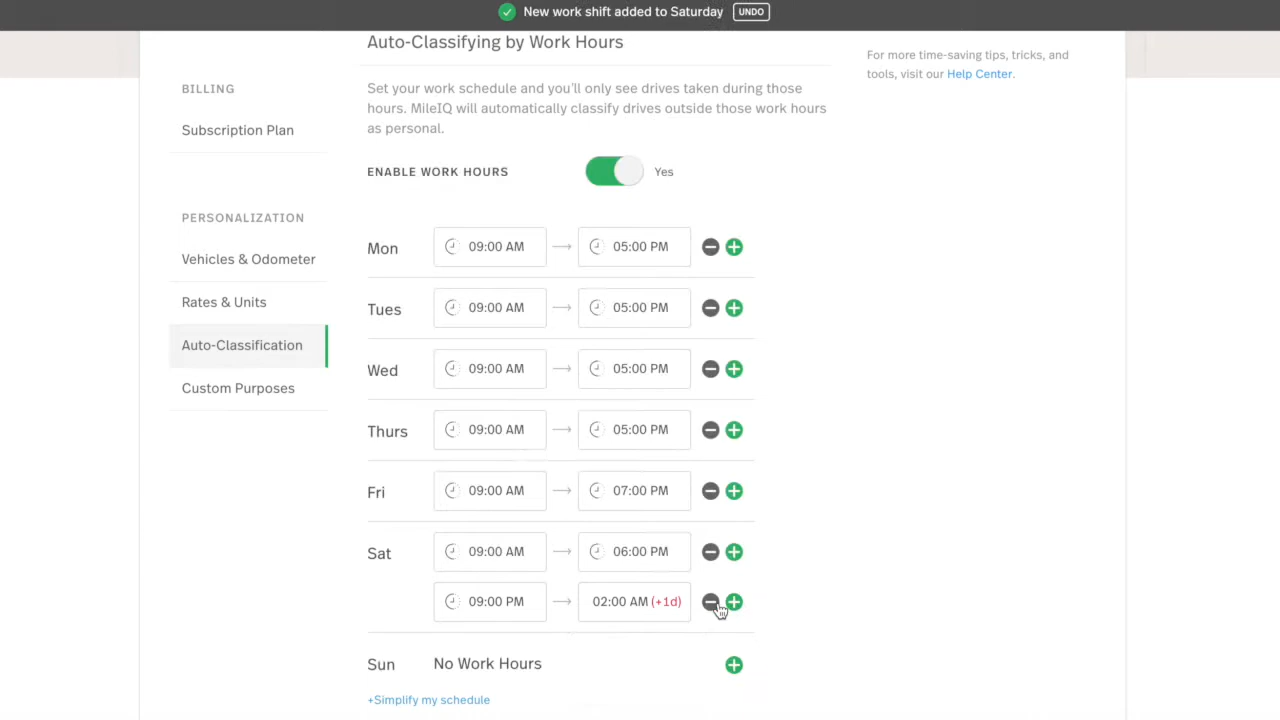 New work shift added to Saturday UNDO
Auto-Classifying by Work Hours
For more time-saving tips, tricks, and
tools, visit our Help Center.
BILLING
Subscription Plan
Set your work schedule and you'll only see drives taken during those
hours. MileIQ will automatically classify drives outside those work hours
as personal.
ENABLE WORK HOURS Yes
PERSONALIZATION
Vehicles & Odometer
Rates & Units
Auto-Classification
Custom Purposes
Mon 09:00 AM 05:00 PM
Tues 09:00 AM 05:00 PM
Wed 09:00 AM 05:00 PM
Thurs 09:00 AM 05:00 PM
Fri 09:00 AM 07:00 PM
Sat 09:00 AM 06:00 PM
09:00 PM 02:00 AM (+1d)
Sun No Work Hours
+Simplify my schedule